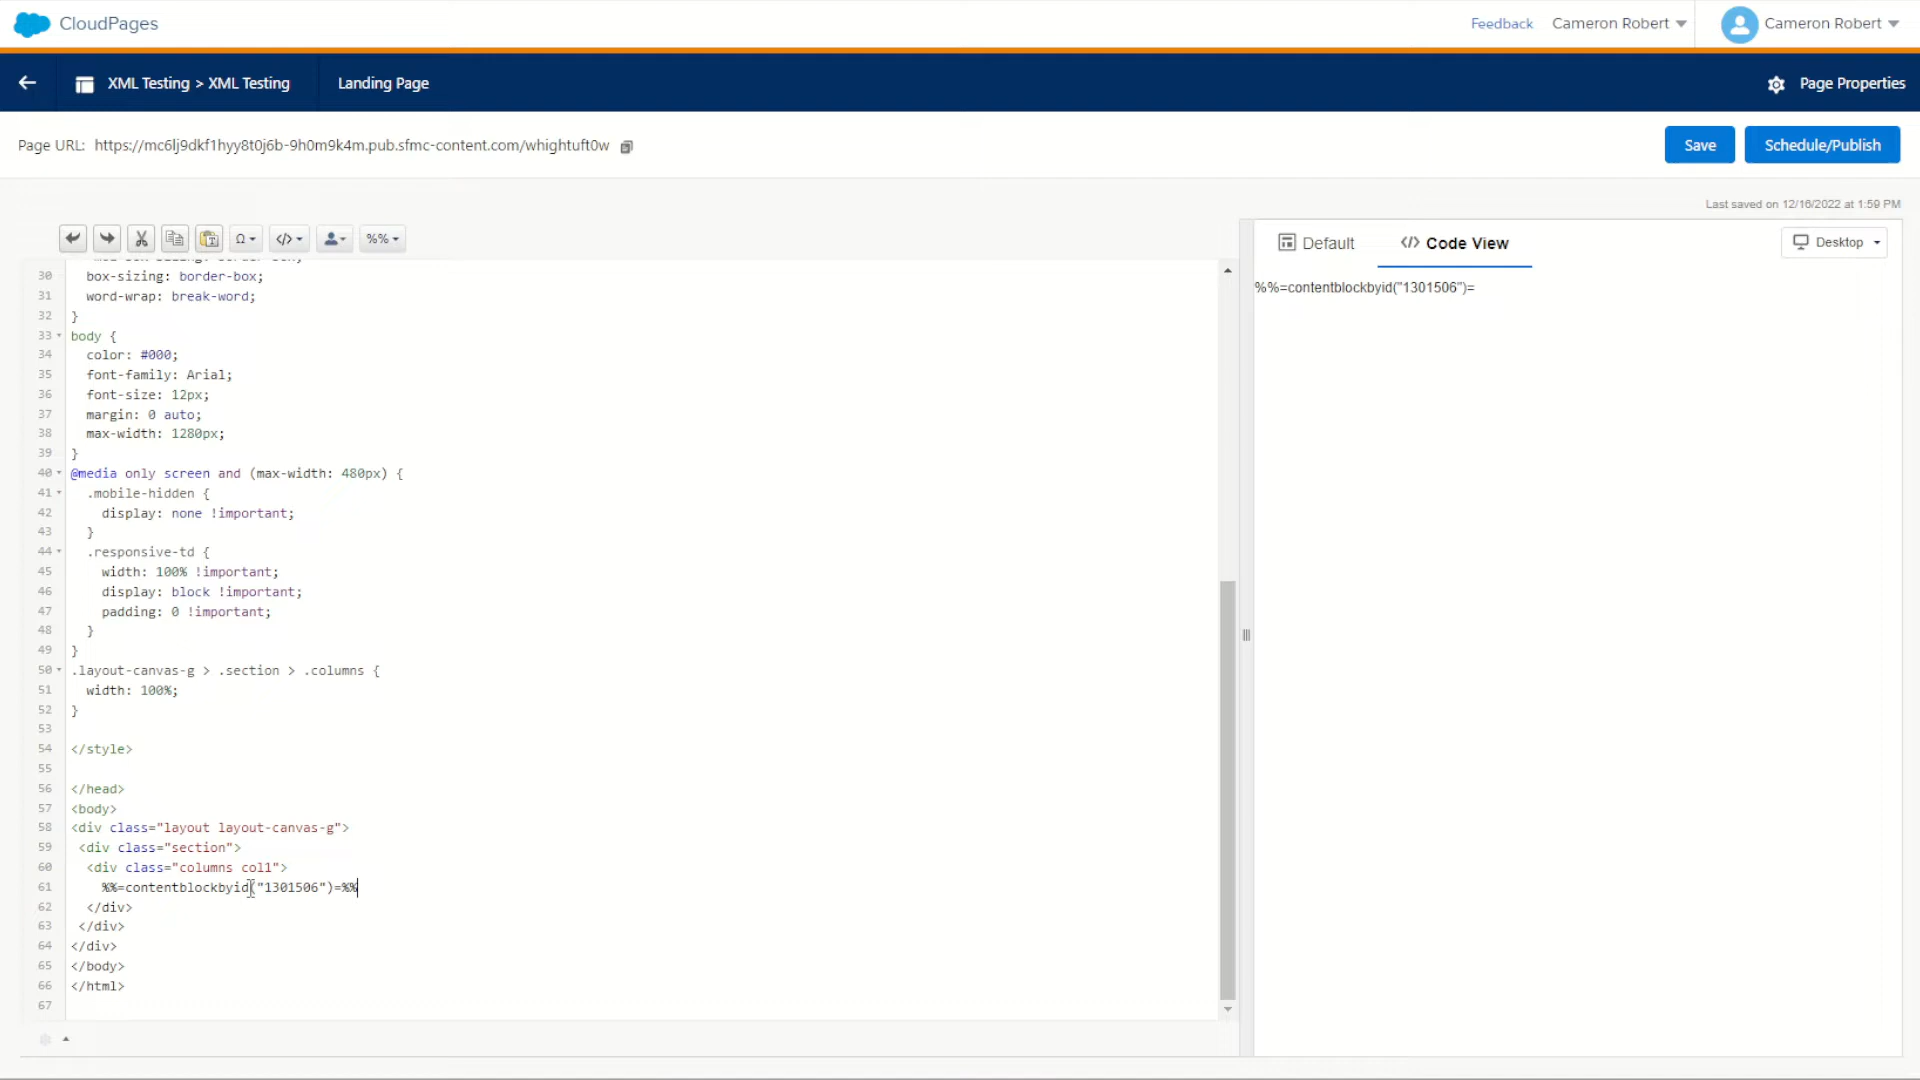 CloudPages
Feedback
Cameron Robert
Cameron Robert
XML Testing > XML Testing
Landing Page
Page Properties
Page URL: https://mc6lj9dkf1hyy8t0j6b-9h0m9k4m.pub.sfmc-content.com/whightuft0w
Save
Schedule/Publish
Last saved on 12/16/2022 at 1:59 PM
Ω
</>
%%
Default
</> Code View
Desktop
30 box-sizing: border-box;
31 word-wrap: break-word;
32 }
33 body {
34 color: #000;
35 font-family: Arial;
36 font-size: 12px;
37 margin: 0 auto;
38 max-width: 1280px;
39 }
40 @media only screen and (max-width: 480px) {
41 .mobile-hidden {
42 display: none !important;
43 }
44 .responsive-td {
45 width: 100% !important;
46 display: block !important;
47 padding: 0 !important;
48 }
49 }
50 .layout-canvas-g > .section > .columns {
51 width: 100%;
52 }
53
54 </style>
55
56 </head>
57 <body>
58 <div class="layout layout-canvas-g">
59 <div class="section">
60 <div class="columns col1">
61 %%=contentblockbyid("1301506")=%%
62 </div>
63 </div>
64 </div>
65 </body>
66 </html>
67
%%=contentblockbyid("1301506")=